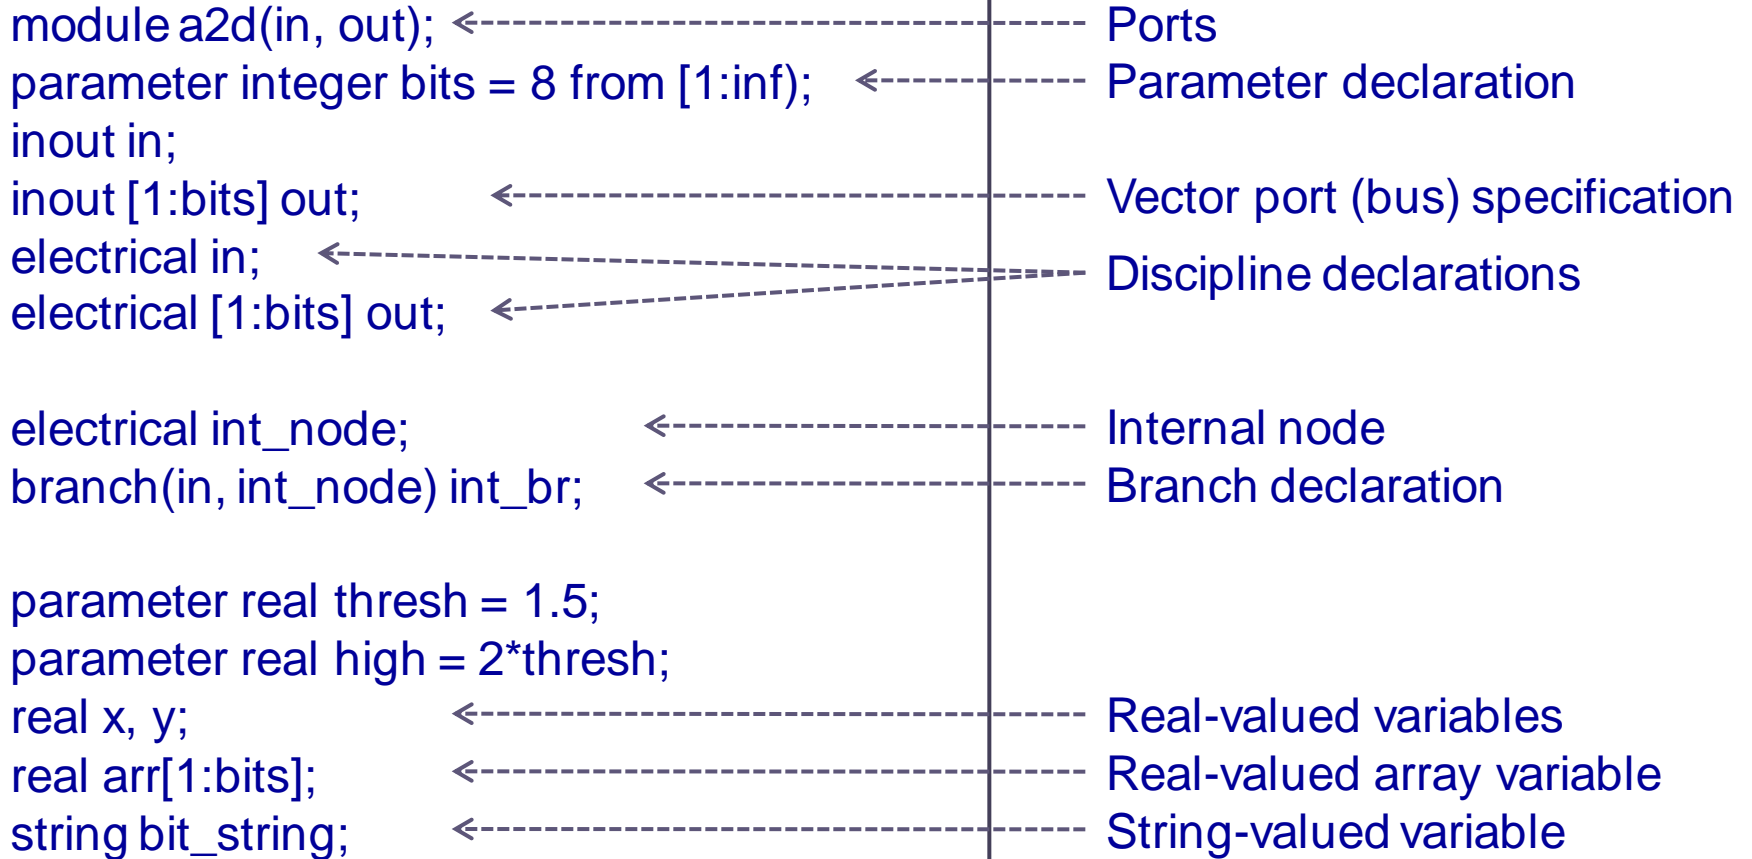 module a2d(in, out);
Ports
parameter integer bits = 8 from [1:inf);
Parameter declaration
inout in;
inout [1:bits] out;
Vector port (bus) specification
electrical in;
Discipline declarations
electrical [1:bits] out;
electrical int_node;
Internal node
branch(in, int_node) int_br;
Branch declaration
parameter real thresh = 1.5;
parameter real high = 2*thresh;
real x, y;
Real-valued variables
real arr[1:bits];
Real-valued array variable
string bit_string;
String-valued variable